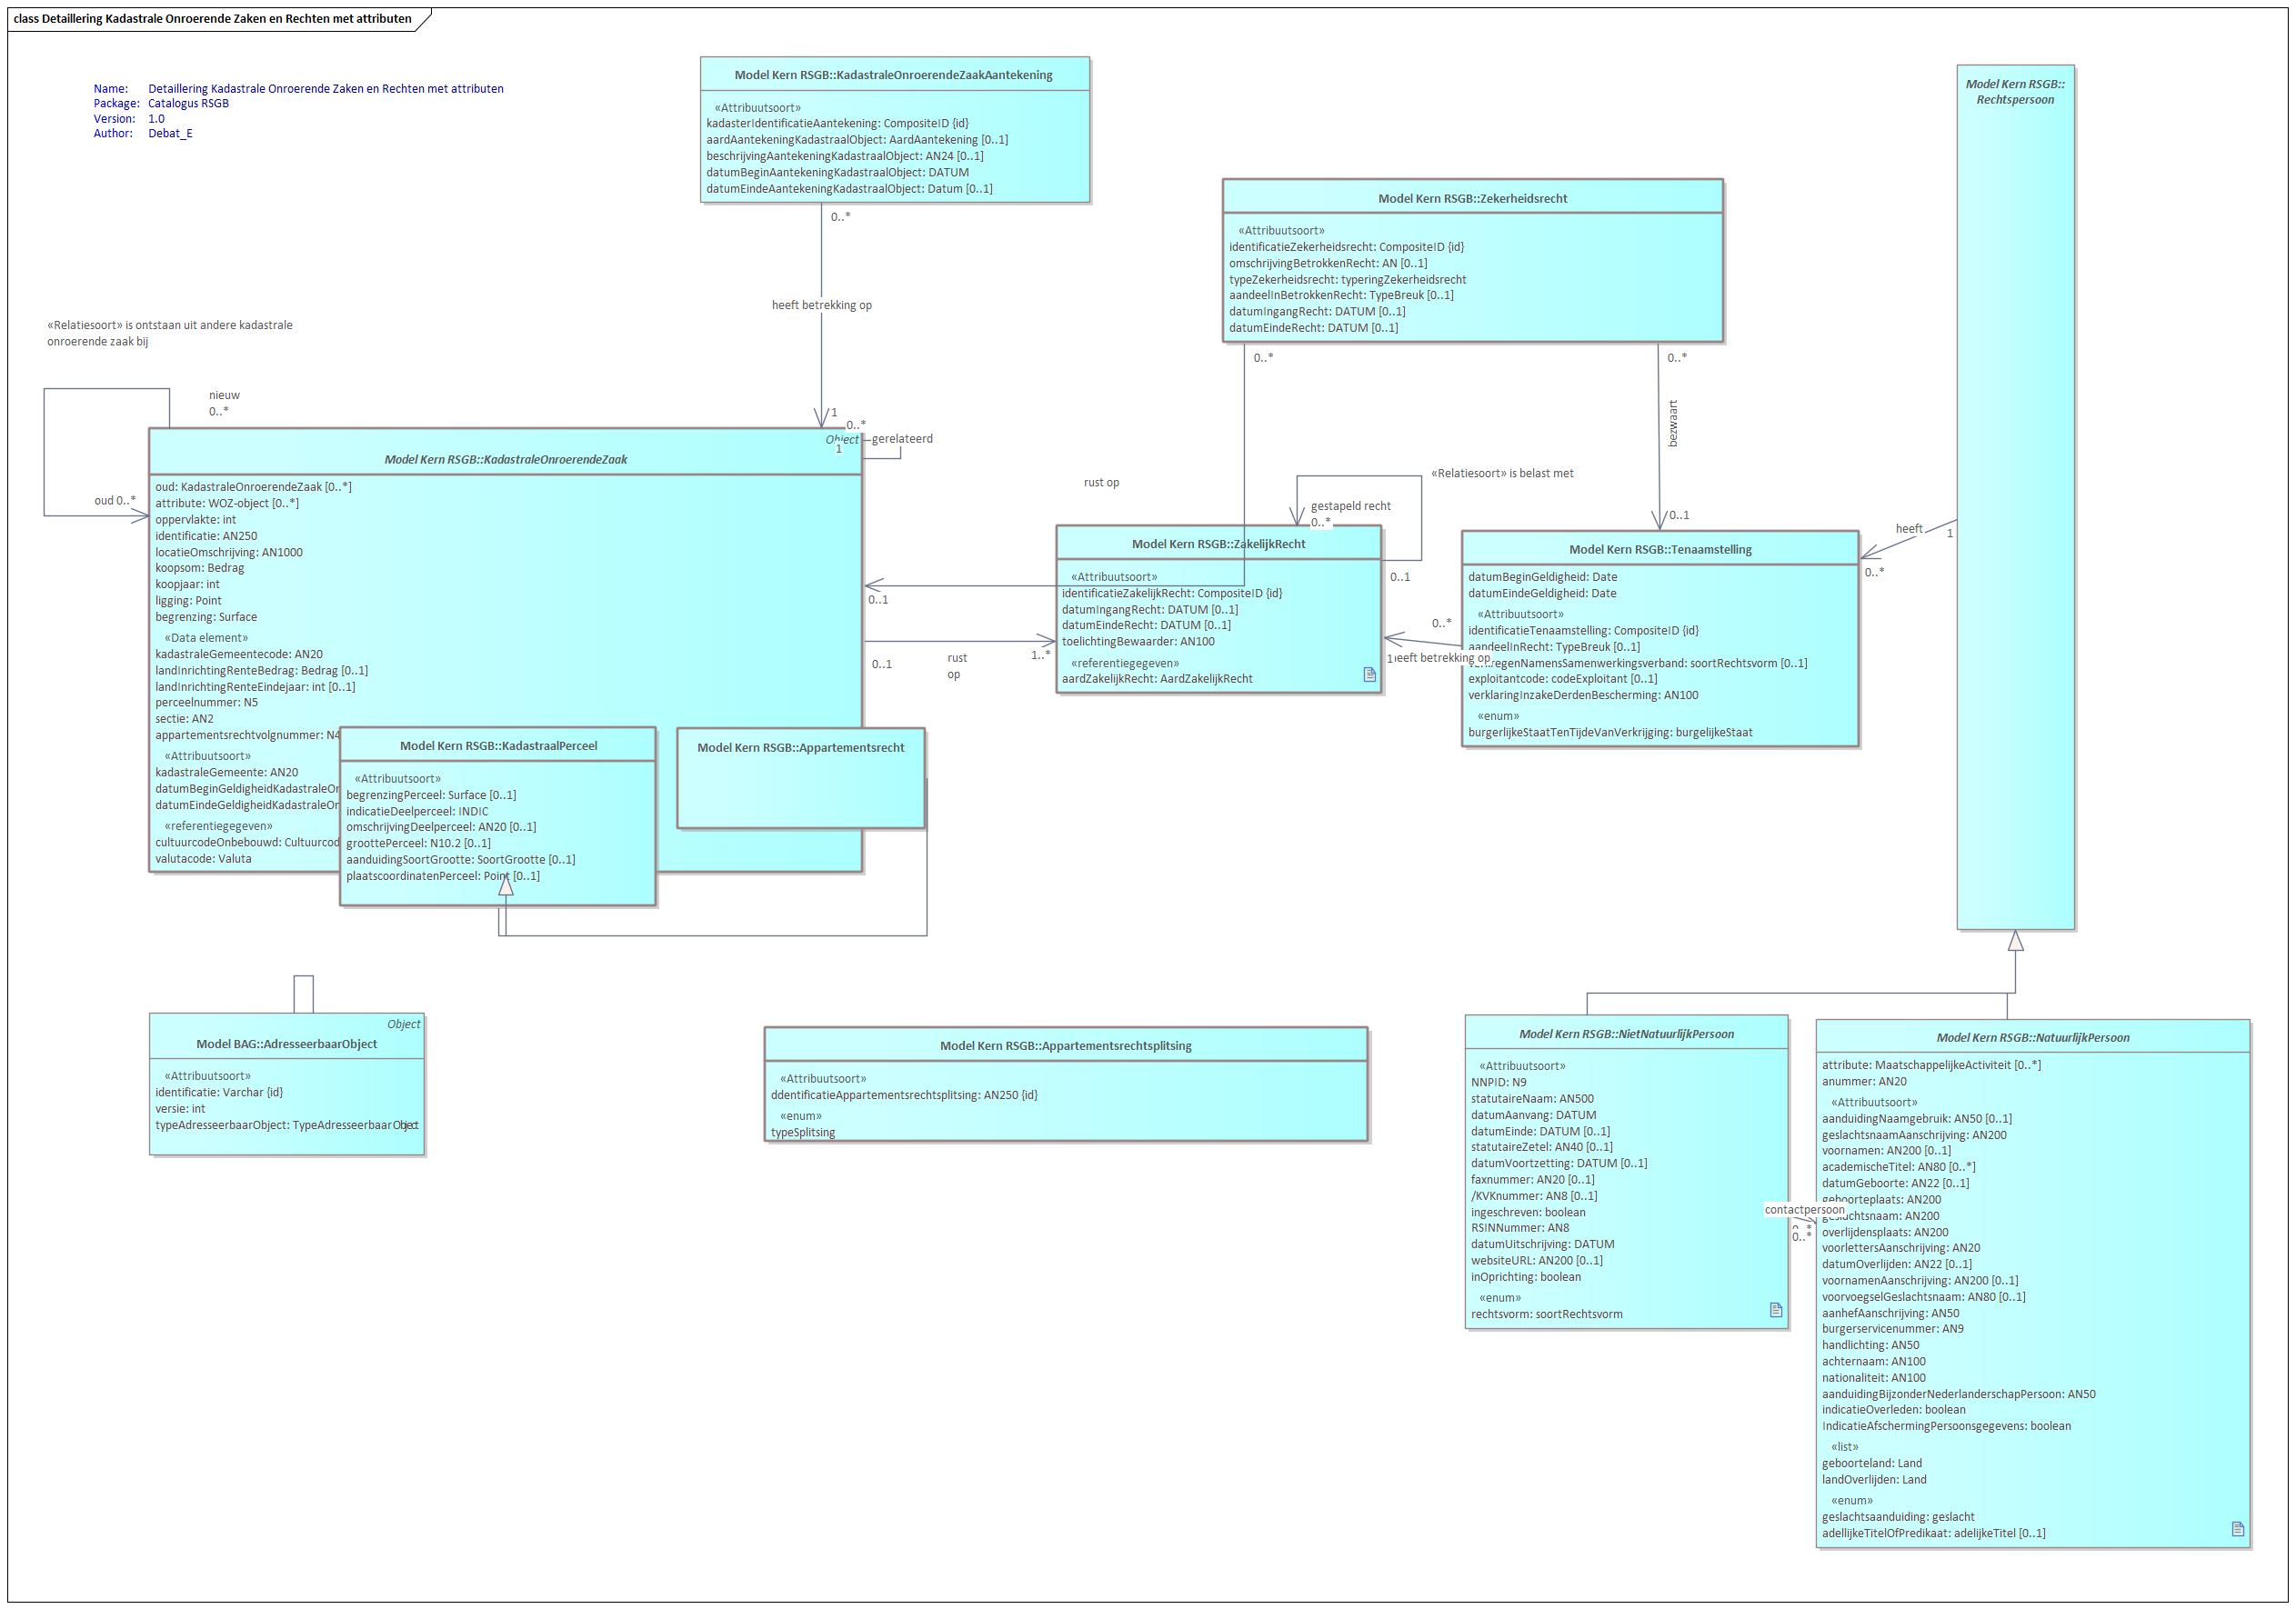 class Detaillering Kadastrale Onroerende Zaken en Rechten met attributen
Name: Detaillering Kadastrale Onroerende Zaken en Rechten met attributen
Package: Catalogus RSGB
Version: 1.0
Author: Debat_E
Model Kern RSGB::KadastraleOnroerendeZaakAantekening
«Attribuutsoort»
kadasterIdentificatieAantekening: CompositeID {id}
aardAantekeningKadastraalObject: AardAantekening [0..1]
beschrijvingAantekeningKadastraalObject: AN24 [0..1]
datumBeginAantekeningKadastraalObject: DATUM
datumEindeAantekeningKadastraalObject: Datum [0..1]
0..*
heeft betrekking op
1
Model Kern RSGB::
Rechtspersoon
Model Kern RSGB::Zekerheidsrecht
«Attribuutsoort»
identificatieZekerheidsrecht: CompositeID {id}
omschrijvingBetrokkenRecht: AN [0..1]
typeZekerheidsrecht: typeringZekerheidsrecht
aandeelInBetrokkenRecht: TypeBreuk [0..1]
datumIngangRecht: DATUM [0..1]
datumEindeRecht: DATUM [0..1]
0..*
0..*
bezwaart
0..1
rust op
0..1
«Relatiesoort» is ontstaan uit andere kadastrale
onroerende zaak bij
nieuw
0..*
oud 0..*
0..*
gerelateerd
1
Object
Model Kern RSGB::KadastraleOnroerendeZaak
oud: KadastraleOnroerendeZaak [0..*]
attribute: WOZ-object [0..*]
oppervlakte: int
identificatie: AN250
locatieOmschrijving: AN1000
koopsom: Bedrag
koopjaar: int
ligging: Point
begrenzing: Surface
«Data element»
kadastraleGemeentecode: AN20
landInrichtingRenteBedrag: Bedrag [0..1]
landInrichtingRenteEindejaar: int [0..1]
perceelnummer: N5
sectie: AN2
appartementsrechtvolgnummer: N4
«Attribuutsoort»
kadastraleGemeente: AN20
datumBeginGeldigheidKadastraleOn
datumEindeGeldigheidKadastraleOn
«referentiegegeven»
cultuurcodeOnbebouwd: Cultuurcod
valutacode: Valuta
Model Kern RSGB::KadastraalPerceel
«Attribuutsoort»
begrenzingPerceel: Surface [0..1]
indicatieDeelperceel: INDIC
omschrijvingDeelperceel: AN20 [0..1]
groottePerceel: N10.2 [0..1]
aanduidingSoortGrootte: SoortGrootte [0..1]
plaatscoordinatenPerceel: Point [0..1]
Model Kern RSGB::Appartementsrecht
0..1
rust
op
1..*
«Relatiesoort» is belast met
gestapeld recht
0..*
0..1
Model Kern RSGB::ZakelijkRecht
«Attribuutsoort»
identificatieZakelijkRecht: CompositeID {id}
datumIngangRecht: DATUM [0..1]
datumEindeRecht: DATUM [0..1]
toelichtingBewaarder: AN100
«referentiegegeven»
aardZakelijkRecht: AardZakelijkRecht
0..*
1
heeft betrekking op
Model Kern RSGB::Tenaamstelling
datumBeginGeldigheid: Date
datumEindeGeldigheid: Date
«Attribuutsoort»
identificatieTenaamstelling: CompositeID {id}
aandeelInRecht: TypeBreuk [0..1]
verkregenNamensSamenwerkingsverband: soortRechtsvorm [0..1]
exploitantcode: codeExploitant [0..1]
verklaringInzakeDerdenBescherming: AN100
«enum»
burgerlijkeStaatTenTijdeVanVerkrijging: burgelijkeStaat
heeft
1
0..*
Object
Model BAG::AdresseerbaarObject
«Attribuutsoort»
identificatie: Varchar {id}
versie: int
typeAdresseerbaarObject: TypeAdresseerbaarObject
Model Kern RSGB::Appartementsrechtsplitsing
«Attribuutsoort»
ddentificatieAppartementsrechtsplitsing: AN250 {id}
«enum»
typeSplitsing
Model Kern RSGB::NietNatuurlijkPersoon
«Attribuutsoort»
NNPID: N9
statutaireNaam: AN500
datumAanvang: DATUM
datumEinde: DATUM [0..1]
statutaireZetel: AN40 [0..1]
datumVoortzetting: DATUM [0..1]
faxnummer: AN20 [0..1]
/KVKnummer: AN8 [0..1]
ingeschreven: boolean
RSINNummer: AN8
datumUitschrijving: DATUM
websiteURL: AN200 [0..1]
inOprichting: boolean
«enum»
rechtsvorm: soortRechtsvorm
contactpersoon
0..*
0..*
Model Kern RSGB::NatuurlijkPersoon
attribute: MaatschappelijkeActiviteit [0..*]
anummer: AN20
«Attribuutsoort»
aanduidingNaamgebruik: AN50 [0..1]
geslachtsnaamAanschrijving: AN200
voornamen: AN200 [0..1]
academischeTitel: AN80 [0..*]
datumGeboorte: AN22 [0..1]
geboorteplaats: AN200
geslachtsnaam: AN200
overlijdensplaats: AN200
voorlettersAanschrijving: AN20
datumOverlijden: AN22 [0..1]
voornamenAanschrijving: AN200 [0..1]
voorvoegselGeslachtsnaam: AN80 [0..1]
aanhefAanschrijving: AN50
burgerservicenummer: AN9
handlichting: AN50
achternaam: AN100
nationaliteit: AN100
aanduidingBijzonderNederlanderschapPersoon: AN50
indicatieOverleden: boolean
IndicatieAfschermingPersoonsgegevens: boolean
«list»
geboorteland: Land
landOverlijden: Land
«enum»
geslachtsaanduiding: geslacht
adellijkeTitelOfPredikaat: adelijkeTitel [0..1]